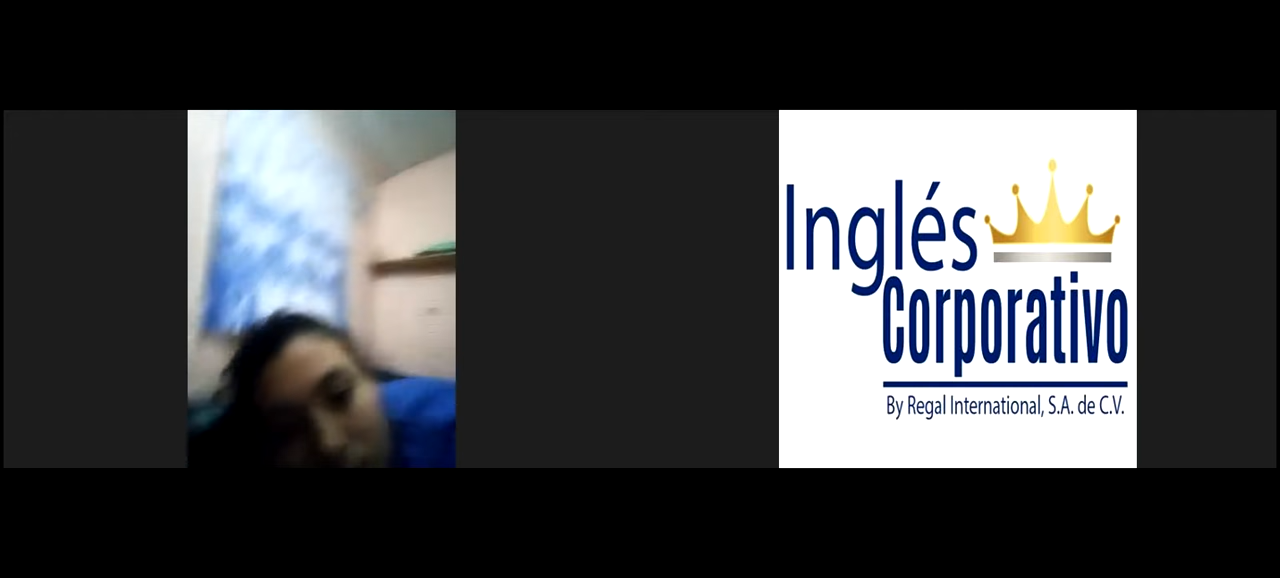 Inglés
Corporativo
By Regal International, S.A. de C.V.